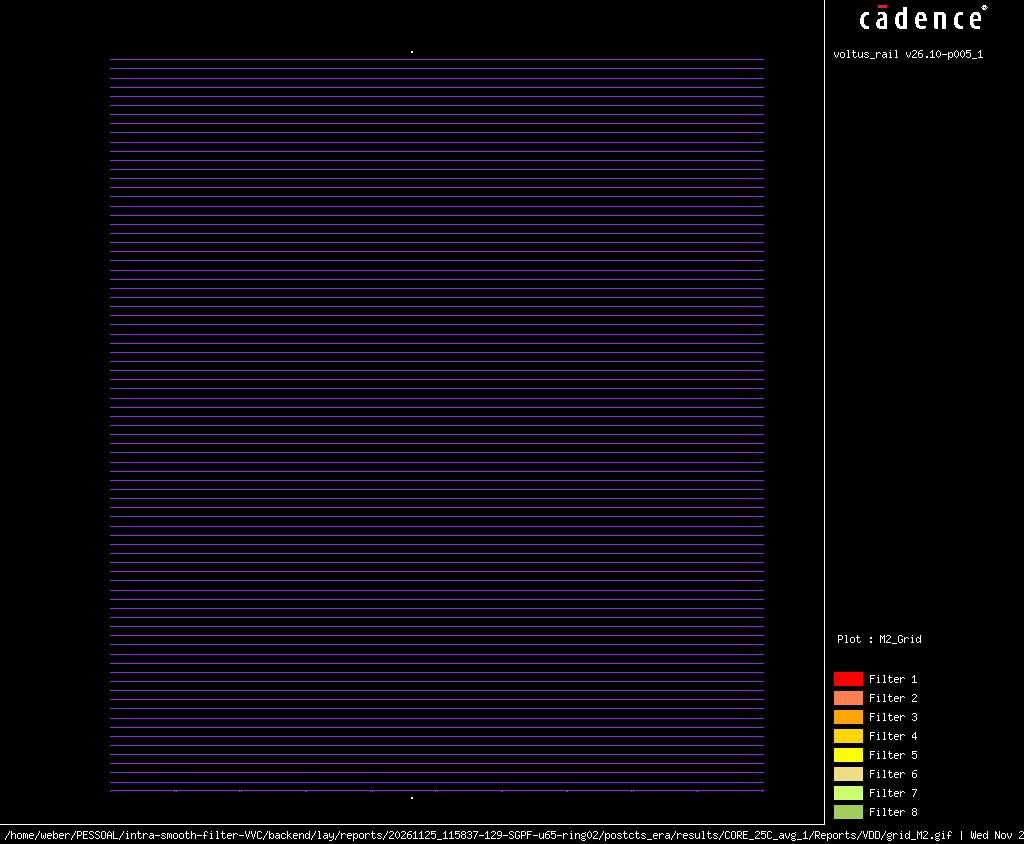 cādence®
voltus_rail v26.10-p005_1
Plot : M2_Grid
Filter 1
Filter 2
Filter 3
Filter 4
Filter 5
Filter 6
Filter 7
Filter 8
/home/weber/PESSOAL/intra-smooth-filter-VVC/backend/lay/reports/20261125_115837-129-SGPF-u65-ring02/postcts_era/results/CORE_25C_avg_1/Reports/VDD/grid_M2.gif | Wed Nov 2